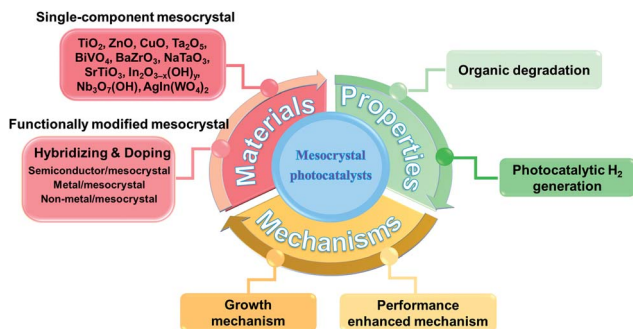 Single-component mesocrystal
TiO₂, ZnO, CuO, Ta₂O₅,
BiVO₄, BaZrO₃, NaTaO₃,
SrTiO₃, In₂O₃₋ₓ(OH)ᵧ,
Nb₃O₇(OH), AgIn(WO₄)₂
Functionally modified mesocrystal
Hybridizing & Doping
Semiconductor/mesocrystal
Metal/mesocrystal
Non-metal/mesocrystal
Materials
Properties
Mechanisms
Mesocrystal
photocatalysts
Organic degradation
Photocatalytic H₂
generation
Growth
mechanism
Performance
enhanced mechanism